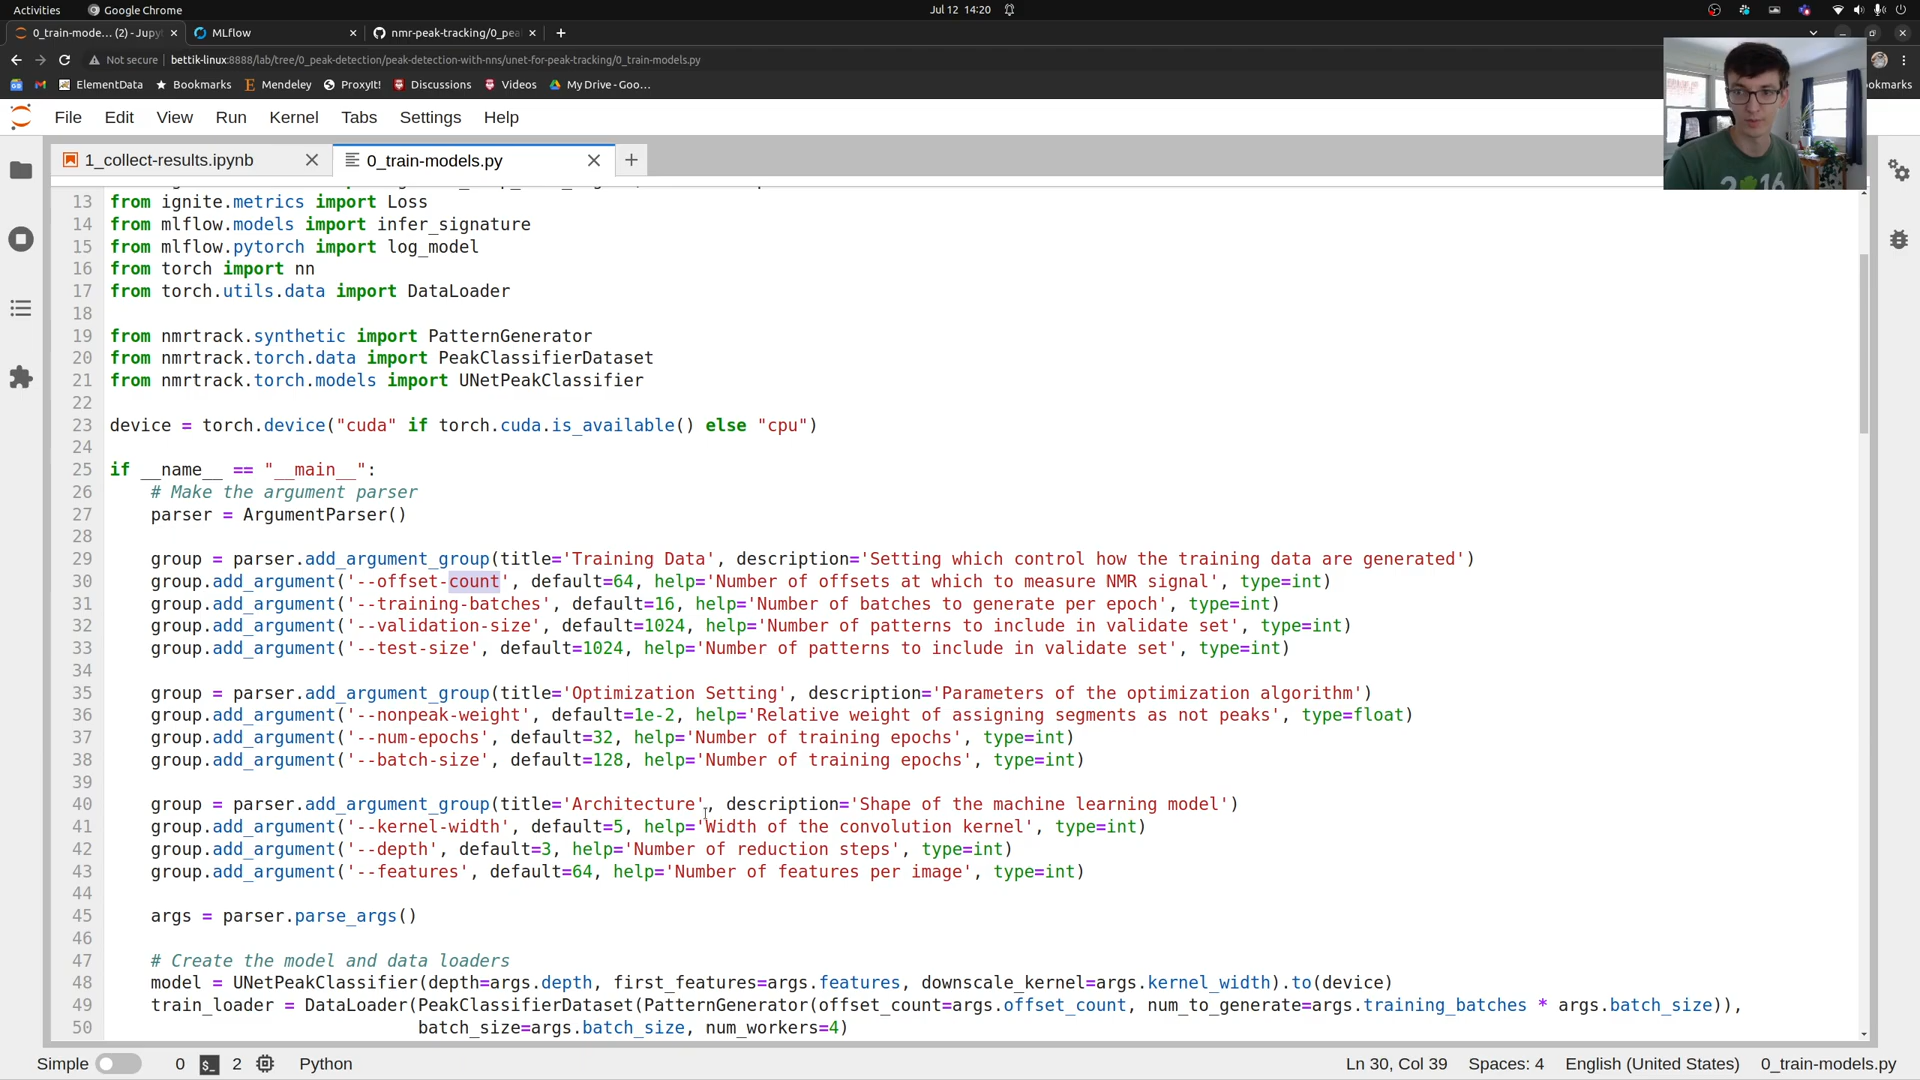 Activities
Google Chrome
Jul 12 14:20
0_train-mode… (2) - Jupyt
MLflow
nmr-peak-tracking/0_pea
Not secure
bettik-linux:8888/lab/tree/0_peak-detection/peak-detection-with-nns/unet-for-peak-tracking/0_train-models.py
ElementData
Bookmarks
Mendeley
ProxyIt!
Discussions
Videos
My Drive - Goo…
ookmarks
File
Edit
View
Run
Kernel
Tabs
Settings
Help
1_collect-results.ipynb
0_train-models.py
13 from ignite.metrics import Loss
14 from mlflow.models import infer_signature
15 from mlflow.pytorch import log_model
16 from torch import nn
17 from torch.utils.data import DataLoader
18
19 from nmrtrack.synthetic import PatternGenerator
20 from nmrtrack.torch.data import PeakClassifierDataset
21 from nmrtrack.torch.models import UNetPeakClassifier
22
23 device = torch.device("cuda" if torch.cuda.is_available() else "cpu")
24
25 if __name__ == "__main__":
26 # Make the argument parser
27 parser = ArgumentParser()
28
29 group = parser.add_argument_group(title='Training Data', description='Setting which control how the training data are generated')
30 group.add_argument('--offset-count', default=64, help='Number of offsets at which to measure NMR signal', type=int)
31 group.add_argument('--training-batches', default=16, help='Number of batches to generate per epoch', type=int)
32 group.add_argument('--validation-size', default=1024, help='Number of patterns to include in validate set', type=int)
33 group.add_argument('--test-size', default=1024, help='Number of patterns to include in validate set', type=int)
34
35 group = parser.add_argument_group(title='Optimization Setting', description='Parameters of the optimization algorithm')
36 group.add_argument('--nonpeak-weight', default=1e-2, help='Relative weight of assigning segments as not peaks', type=float)
37 group.add_argument('--num-epochs', default=32, help='Number of training epochs', type=int)
38 group.add_argument('--batch-size', default=128, help='Number of training epochs', type=int)
39
40 group = parser.add_argument_group(title='Architecture', description='Shape of the machine learning model')
41 group.add_argument('--kernel-width', default=5, help='Width of the convolution kernel', type=int)
42 group.add_argument('--depth', default=3, help='Number of reduction steps', type=int)
43 group.add_argument('--features', default=64, help='Number of features per image', type=int)
44
45 args = parser.parse_args()
46
47 # Create the model and data loaders
48 model = UNetPeakClassifier(depth=args.depth, first_features=args.features, downscale_kernel=args.kernel_width).to(device)
49 train_loader = DataLoader(PeakClassifierDataset(PatternGenerator(offset_count=args.offset_count, num_to_generate=args.training_batches * args.batch_size)),
50 batch_size=args.batch_size, num_workers=4)
Simple
0
2
Python
Ln 30, Col 39
Spaces: 4
English (United States)
0_train-models.py